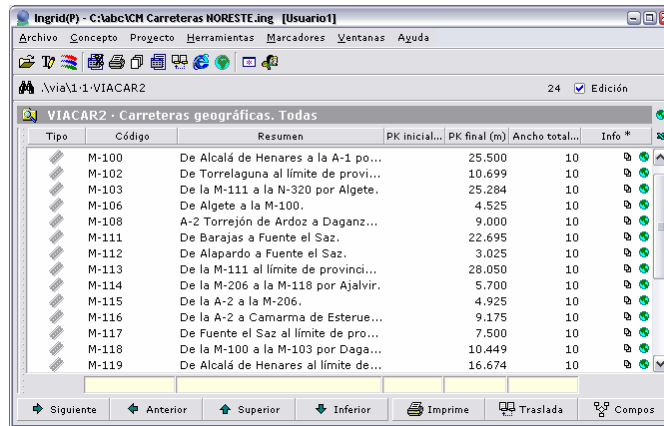 Ingrid(P) - C:\abc\CM Carreteras NORESTE.ing [Usuario1]
Archivo Concepto Proyecto Herramientas Marcadores Ventanas Ayuda
.\via\1·1·VIACAR2 24 Edición
VIACAR2 · Carreteras geográficas. Todas
Tipo Código Resumen PK inicial... PK final (m) Ancho total... Info *
M-100 De Alcalá de Henares a la A-1 po... 25.500 10
M-102 De Torrelaguna al límite de provi... 10.699 10
M-103 De la M-111 a la N-320 por Algete. 25.284 10
M-106 De Algete a la M-100. 4.525 10
M-108 A-2 Torrejón de Ardoz a Daganz... 9.000 10
M-111 De Barajas a Fuente el Saz. 22.695 10
M-112 De Alapardo a Fuente el Saz. 3.025 10
M-113 De la M-111 al límite de provinci... 28.050 10
M-114 De la M-206 a la M-118 por Ajalvir. 5.700 10
M-115 De la A-2 a la M-206. 4.925 10
M-116 De la A-2 a Camarma de Esterue... 9.175 10
M-117 De Fuente el Saz al límite de pro... 7.500 10
M-118 De la M-100 a la M-103 por Daga... 10.449 10
M-119 De Alcalá de Henares al límite de... 16.674 10
Siguiente Anterior Superior Inferior Imprime Traslada Compos